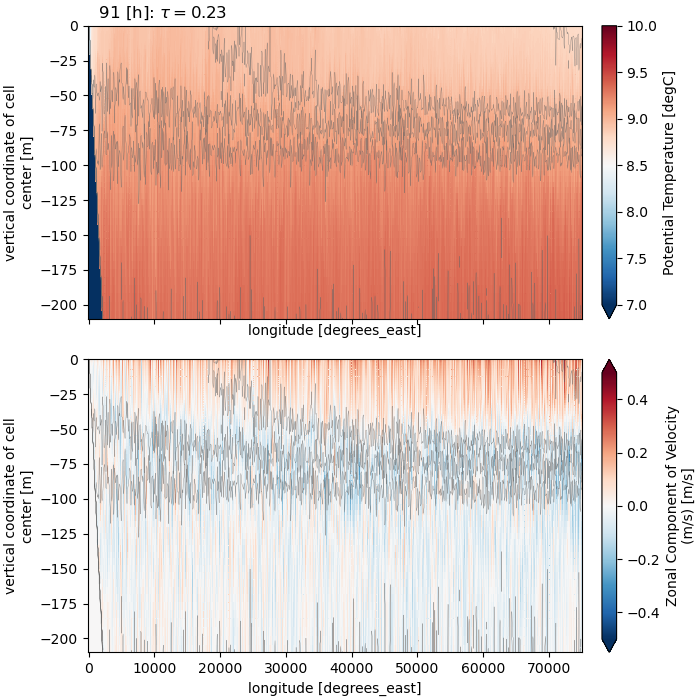 91 [h]: τ = 0.23
0
−25
−50
−75
−100
−125
−150
−175
−200
vertical coordinate of cell
center [m]
longitude [degrees_east]
10.0
9.5
9.0
8.5
8.0
7.5
7.0
Potential Temperature [degC]
0
−25
−50
−75
−100
−125
−150
−175
−200
vertical coordinate of cell
center [m]
0 10000 20000 30000 40000 50000 60000 70000
longitude [degrees_east]
0.4
0.2
0.0
−0.2
−0.4
Zonal Component of Velocity
(m/s) [m/s]